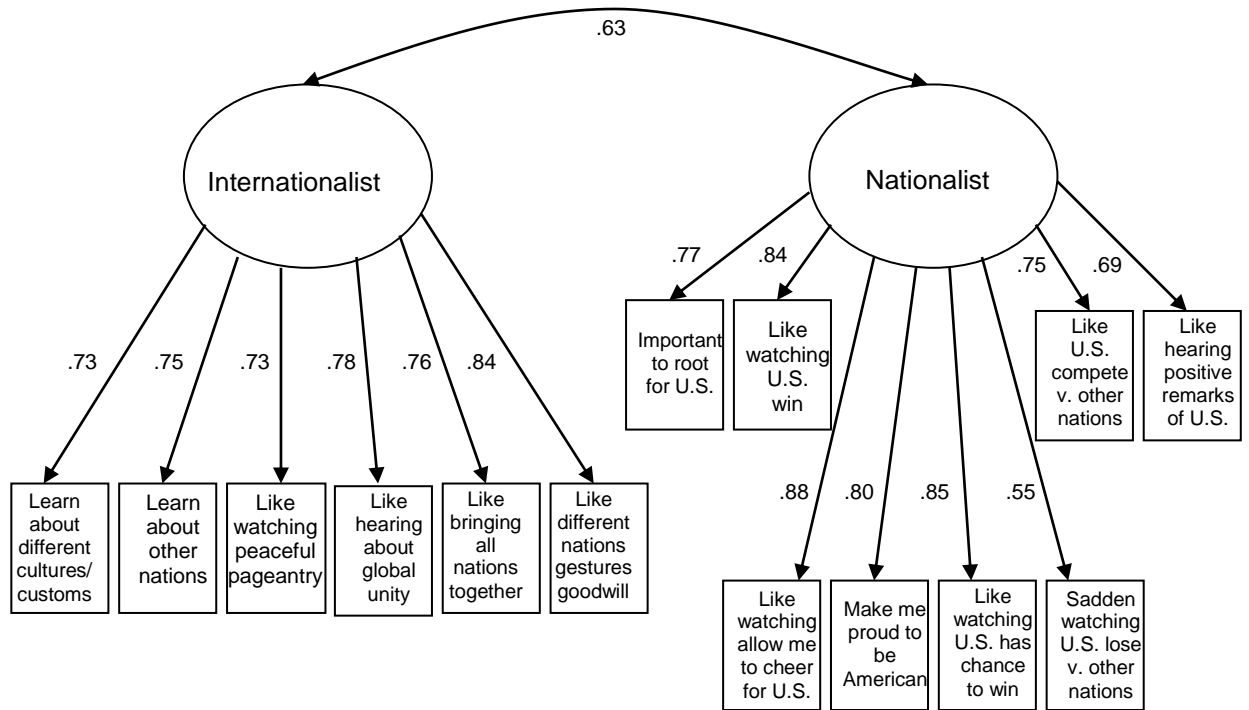 .63
Internationalist
Nationalist
.77
.84
.75
.69
Important
to root
for U.S.
Like
watching
U.S.
win
Like
U.S.
compete
v. other
nations
Like
hearing
positive
remarks
of U.S.
.73
.75
.73
.78
.76
.84
.88
.80
.85
.55
Learn
about
different
cultures/
customs
Learn
about
other
nations
Like
watching
peaceful
pageantry
Like
hearing
about
global
unity
Like
bringing
all
nations
together
Like
different
nations
gestures
goodwill
Like
watching
allow me
to cheer
for U.S.
Make me
proud to
be
American
Like
watching
U.S. has
chance
to win
Sadden
watching
U.S. lose
v. other
nations